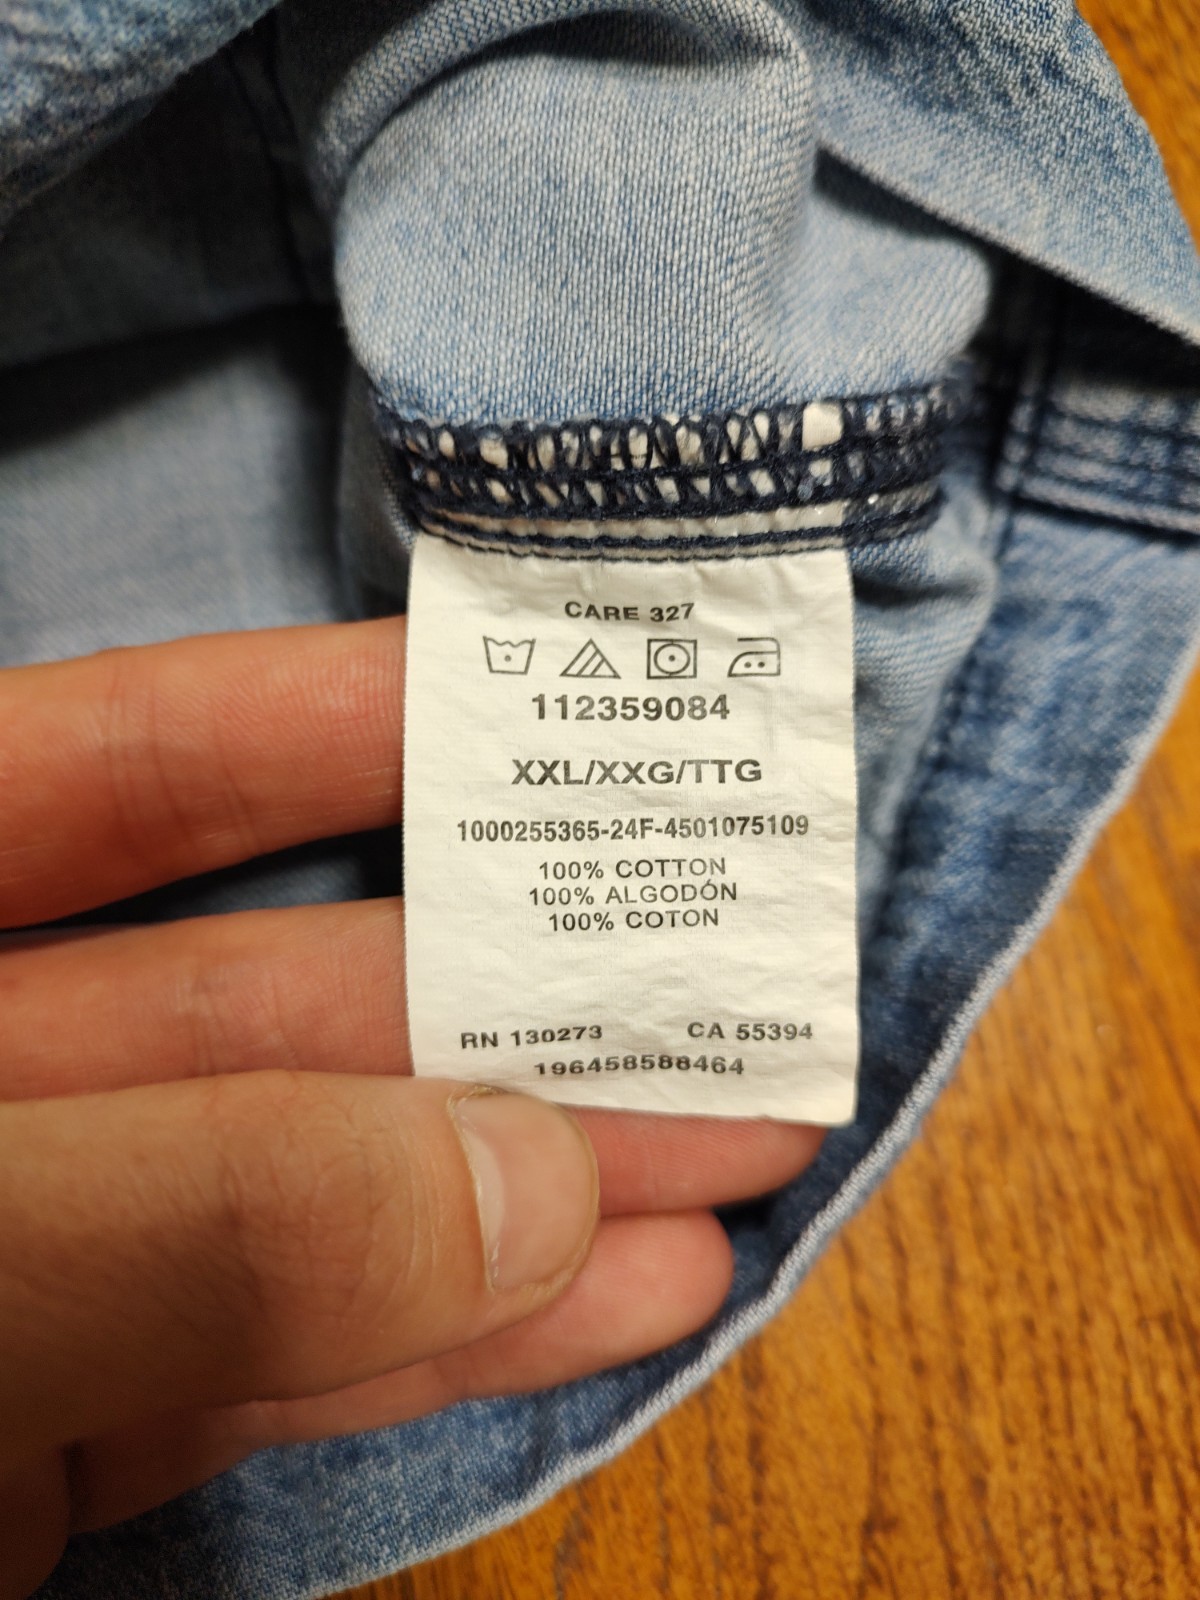 CARE 327
112359084
XXL/XXG/TTG
1000255365-24F-4501075109
100% COTTON
100% ALGODÓN
100% COTON
RN 130273 CA 55394
196458588464